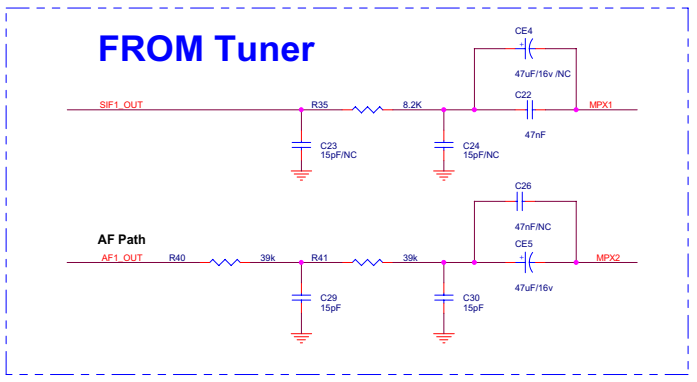 FROM Tuner
CE4
+
47uF/16v /NC
SIF1_OUT
R35
8.2K
C22
MPX1
47nF
C23
15pF/NC
C24
15pF/NC
C26
47nF/NC
AF Path
CE5
AF1_OUT
R40
39k
R41
39k
+
MPX2
47uF/16v
C29
15pF
C30
15pF